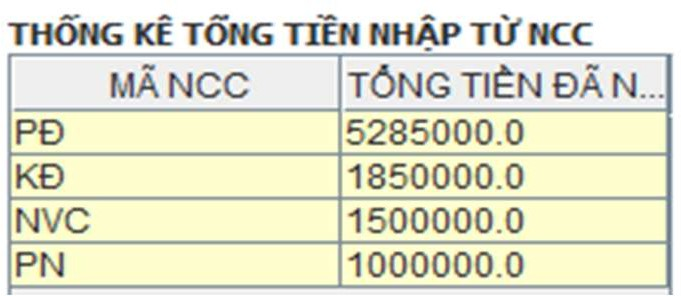 THỐNG KÊ TỔNG TIỀN NHẬP TỪ NCC
MÃ NCC TỔNG TIỀN ĐÃ N...
PĐ 5285000.0
KĐ 1850000.0
NVC 1500000.0
PN 1000000.0